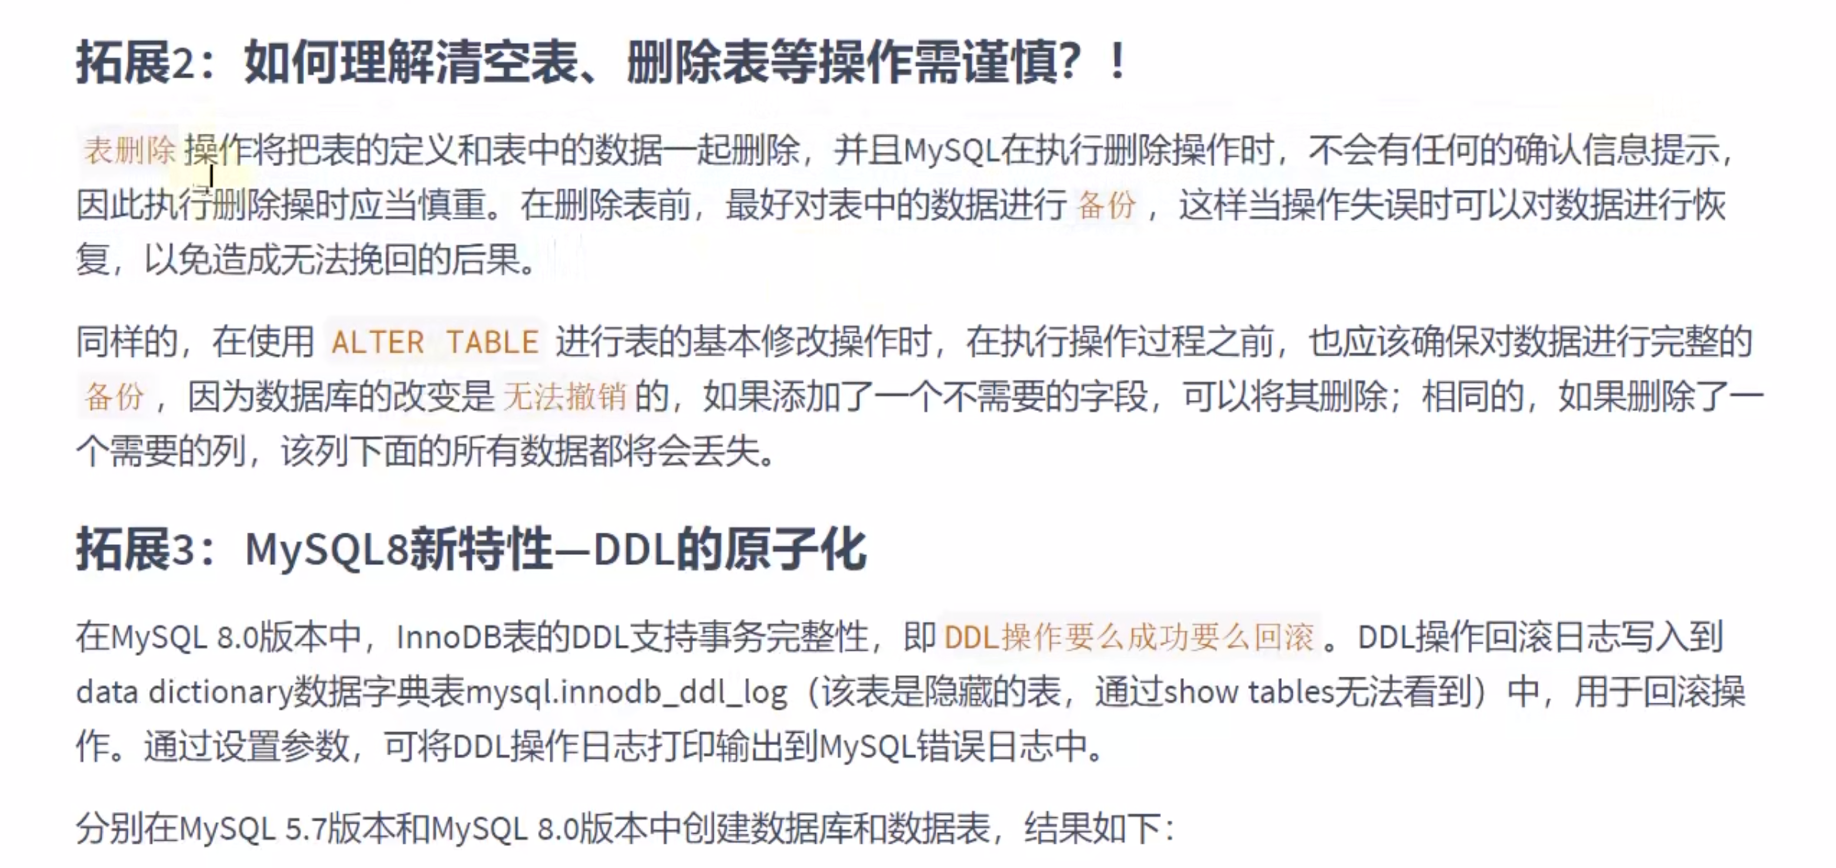 拓展2：如何理解清空表、删除表等操作需谨慎？！
表删除 操作将把表的定义和表中的数据一起删除，并且MySQL在执行删除操作时，不会有任何的确认信息提示，
因此执行删除操时应当慎重。在删除表前，最好对表中的数据进行 备份 ，这样当操作失误时可以对数据进行恢
复，以免造成无法挽回的后果。
同样的，在使用 ALTER TABLE 进行表的基本修改操作时，在执行操作过程之前，也应该确保对数据进行完整的
备份 ，因为数据库的改变是 无法撤销 的，如果添加了一个不需要的字段，可以将其删除；相同的，如果删除了一
个需要的列，该列下面的所有数据都将会丢失。
拓展3：MySQL8新特性—DDL的原子化
在MySQL 8.0版本中，InnoDB表的DDL支持事务完整性，即 DDL操作要么成功要么回滚 。DDL操作回滚日志写入到
data dictionary数据字典表mysql.innodb_ddl_log（该表是隐藏的表，通过show tables无法看到）中，用于回滚操
作。通过设置参数，可将DDL操作日志打印输出到MySQL错误日志中。
分别在MySQL 5.7版本和MySQL 8.0版本中创建数据库和数据表，结果如下：